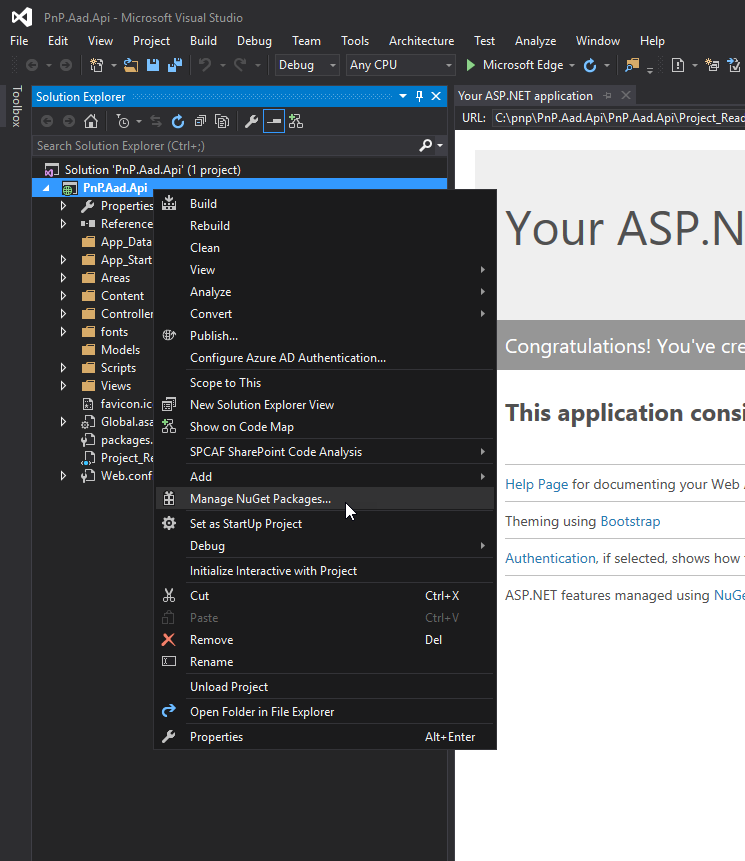 PnP.Aad.Api - Microsoft Visual Studio
File Edit View Project Build Debug Team Tools Architecture Test Analyze Window Help
Debug Any CPU Microsoft Edge
Toolbox
Solution Explorer
Search Solution Explorer (Ctrl+;)
Solution 'PnP.Aad.Api' (1 project)
PnP.Aad.Api
Properties
Reference
App_Data
App_Start
Areas
Content
Controller
fonts
Models
Scripts
Views
favicon.ic
Global.asa
packages.
Project_Re
Web.conf
Build
Rebuild
Clean
View
Analyze
Convert
Publish...
Configure Azure AD Authentication...
Scope to This
New Solution Explorer View
Show on Code Map
SPCAF SharePoint Code Analysis
Add
Manage NuGet Packages...
Set as StartUp Project
Debug
Initialize Interactive with Project
Cut Ctrl+X
Paste Ctrl+V
Remove Del
Rename
Unload Project
Open Folder in File Explorer
Properties Alt+Enter
Your ASP.NET application
URL: C:\pnp\PnP.Aad.Api\PnP.Aad.Api\Project_Read
Your ASP.N
Congratulations! You've cre
This application consi
Help Page for documenting your Web A
Theming using Bootstrap
Authentication, if selected, shows how
ASP.NET features managed using NuGe